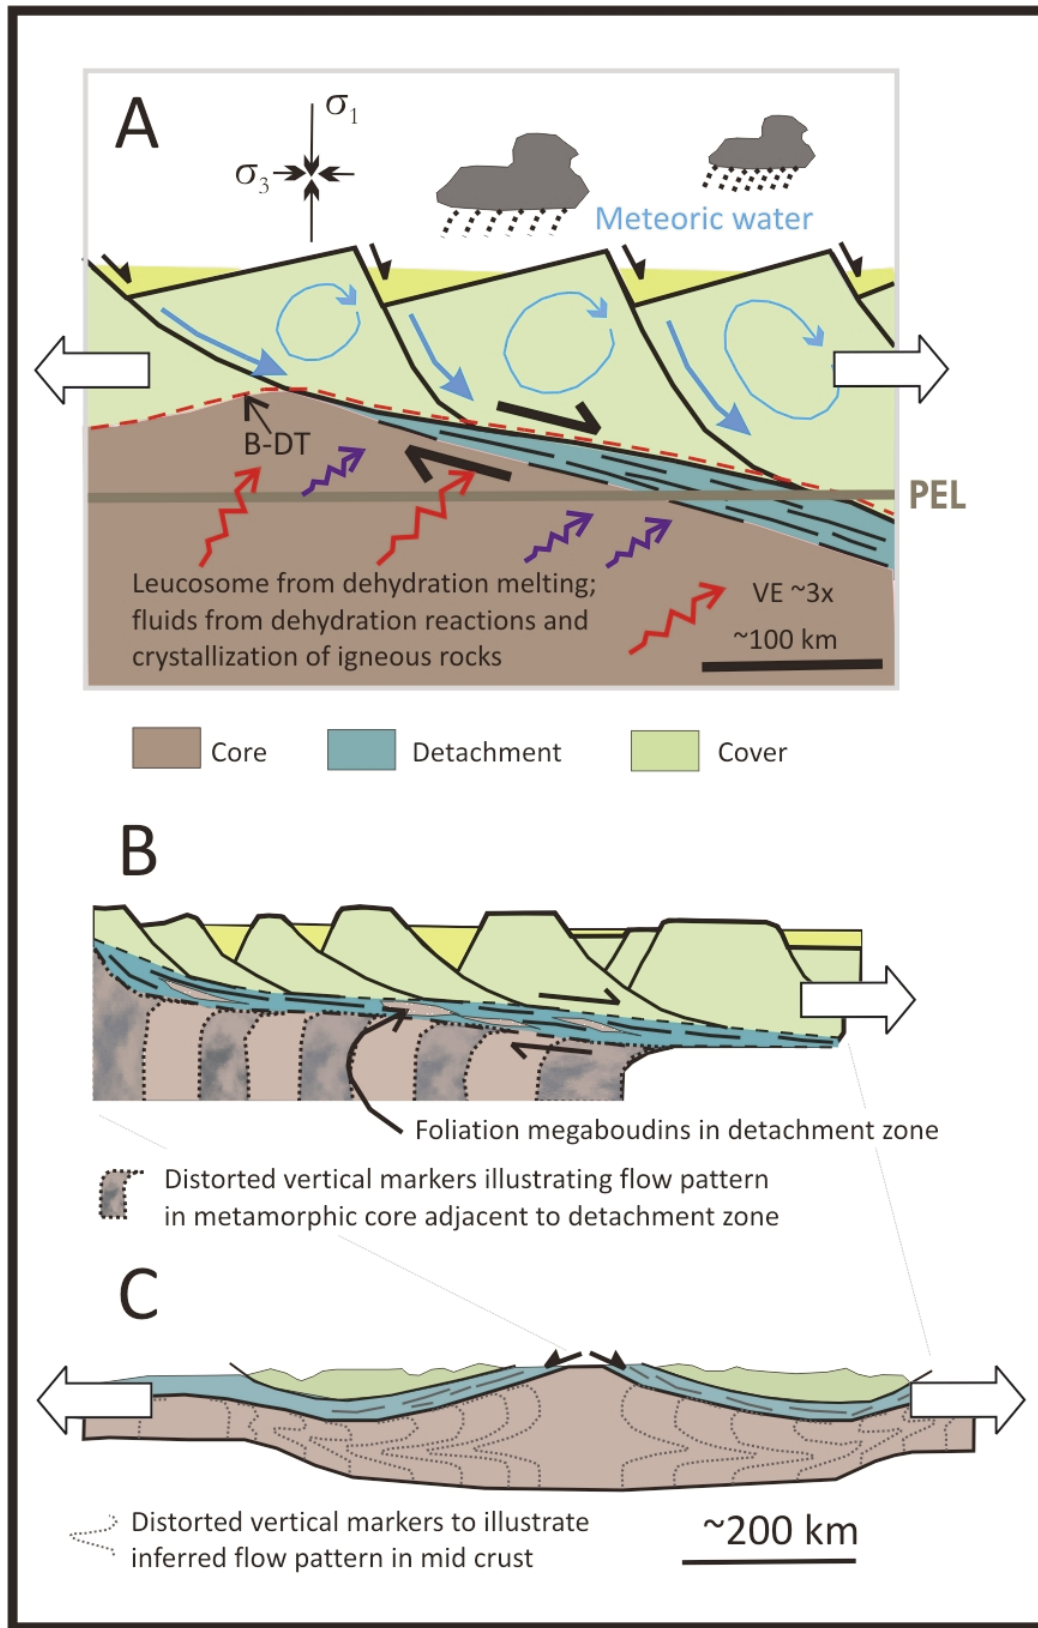 A
σ1
σ3
Meteoric water
B-DT
PEL
Leucosome from dehydration melting;
fluids from dehydration reactions and
crystallization of igneous rocks
VE ~3x
~100 km
Core
Detachment
Cover
B
Foliation megaboudins in detachment zone
Distorted vertical markers illustrating flow pattern
in metamorphic core adjacent to detachment zone
C
Distorted vertical markers to illustrate
inferred flow pattern in mid crust
~200 km